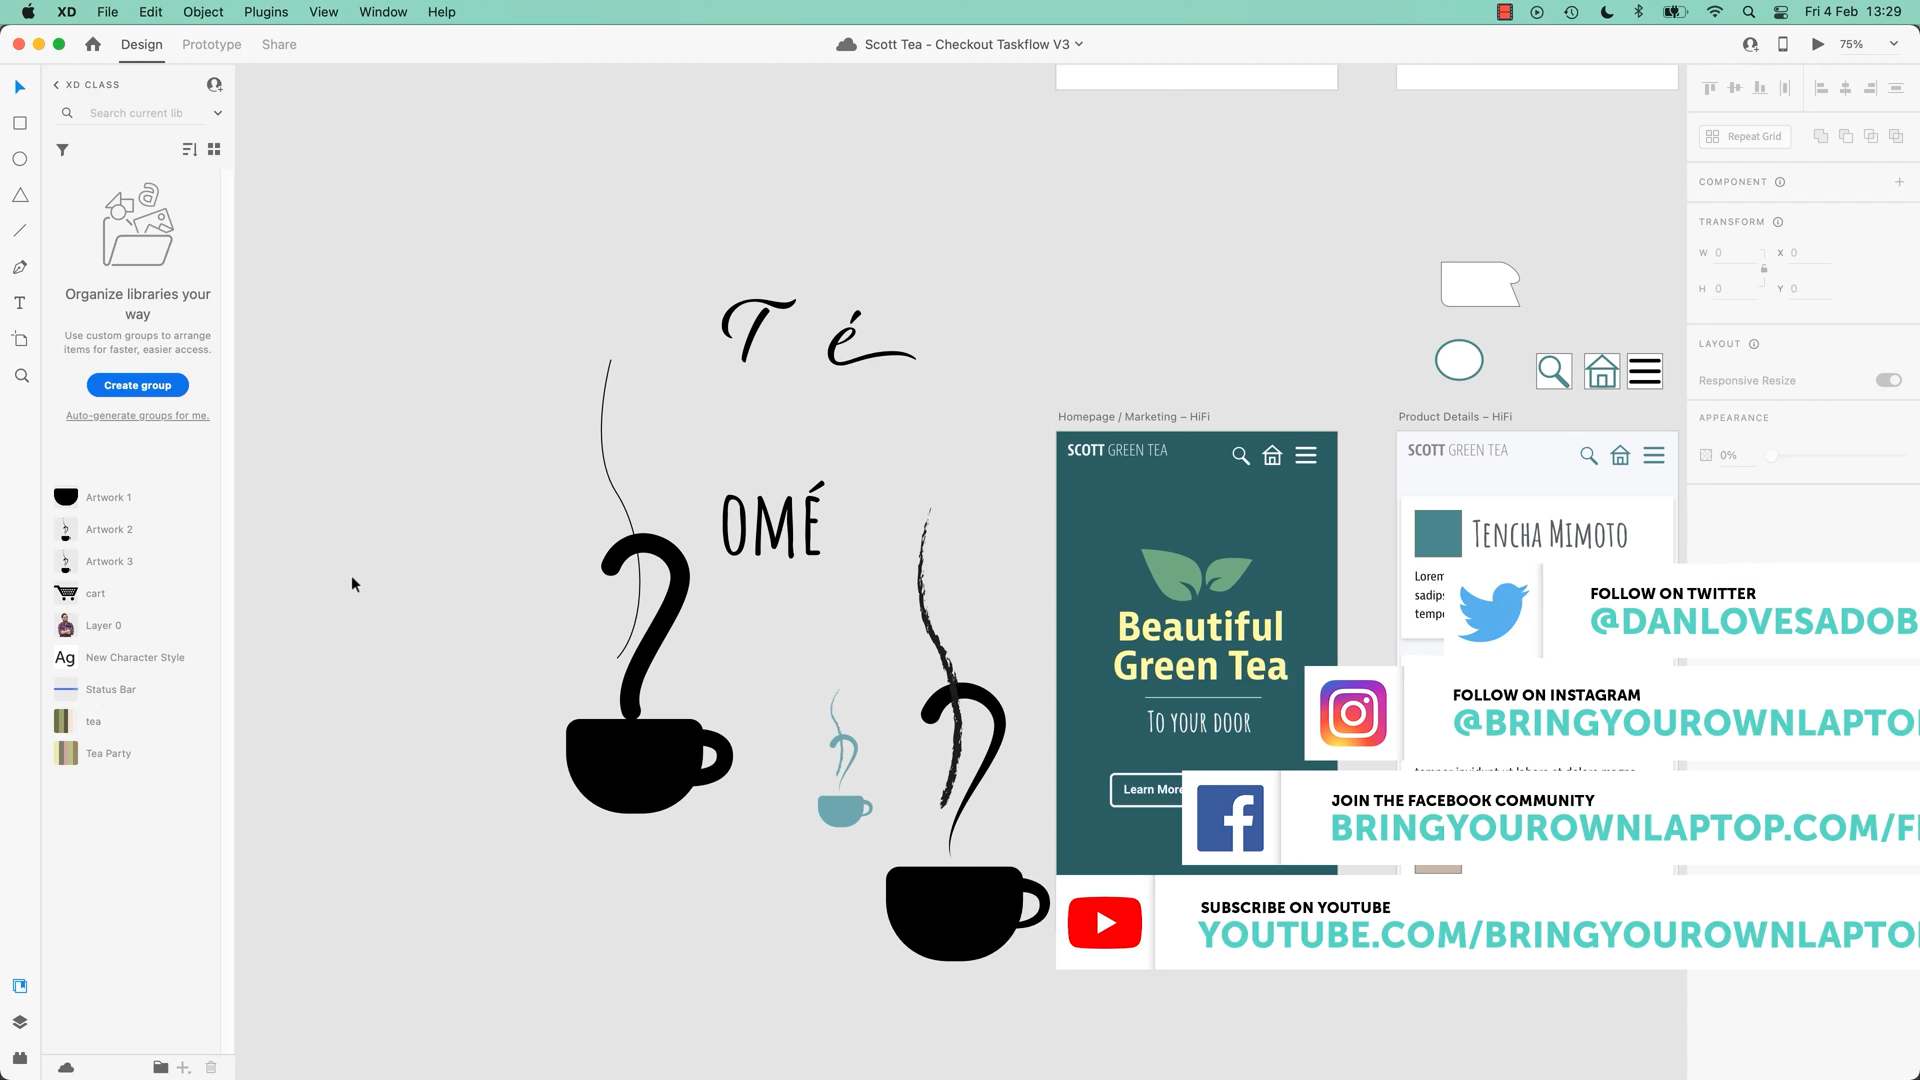 XD File Edit Object Plugins View Window Help
Fri 4 Feb 13:29
Design Prototype Share
Scott Tea - Checkout Taskflow V3
75%
XD CLASS
Search current lib
Organize libraries your
way
Use custom groups to arrange
items for faster, easier access.
Create group
Auto-generate groups for me.
Artwork 1
Artwork 2
Artwork 3
cart
Layer 0
Ag New Character Style
Status Bar
tea
Tea Party
T é
OMÉ
Homepage / Marketing – HiFi
SCOTT GREEN TEA
Beautiful
Green Tea
To your door
Learn More
Product Details – HiFi
SCOTT GREEN TEA
Tencha Mimoto
Lorem
sadips
tempo
FOLLOW ON TWITTER
@DANLOVESADOB
FOLLOW ON INSTAGRAM
@BRINGYOUROWNLAPTO
JOIN THE FACEBOOK COMMUNITY
BRINGYOUROWNLAPTOP.COM/F
SUBSCRIBE ON YOUTUBE
YOUTUBE.COM/BRINGYOUROWNLAPTO
Repeat Grid
COMPONENT
TRANSFORM
W 0 X 0
H 0 Y 0
LAYOUT
Responsive Resize
APPEARANCE
0%